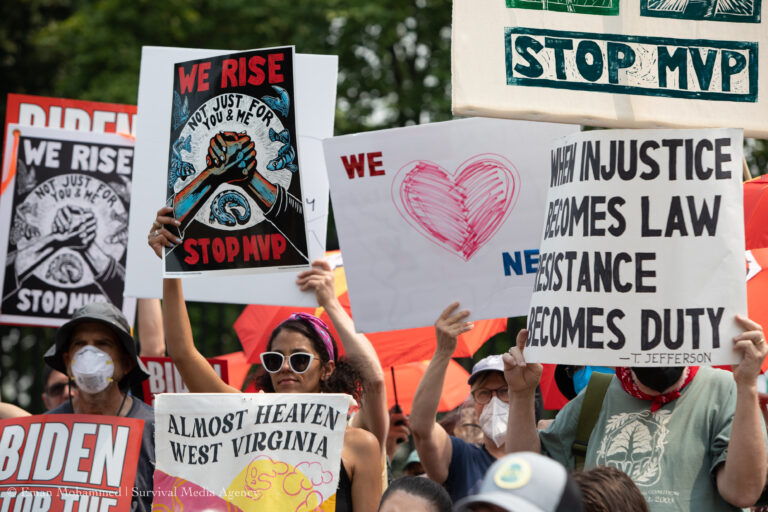 STOP MVP
BIDEN
WE RISE
NOT JUST FOR
YOU & ME
STOP MVP
WE RISE
NOT JUST FOR
YOU & ME
STOP MVP
WE
NE
WHEN INJUSTICE
BECOMES LAW
RESISTANCE
BECOMES DUTY
- T. JEFFERSON
BIDEN
ALMOST HEAVEN
WEST VIRGINIA
BIDEN
STOP THE
© Eman Mohammed | Survival Media Agency